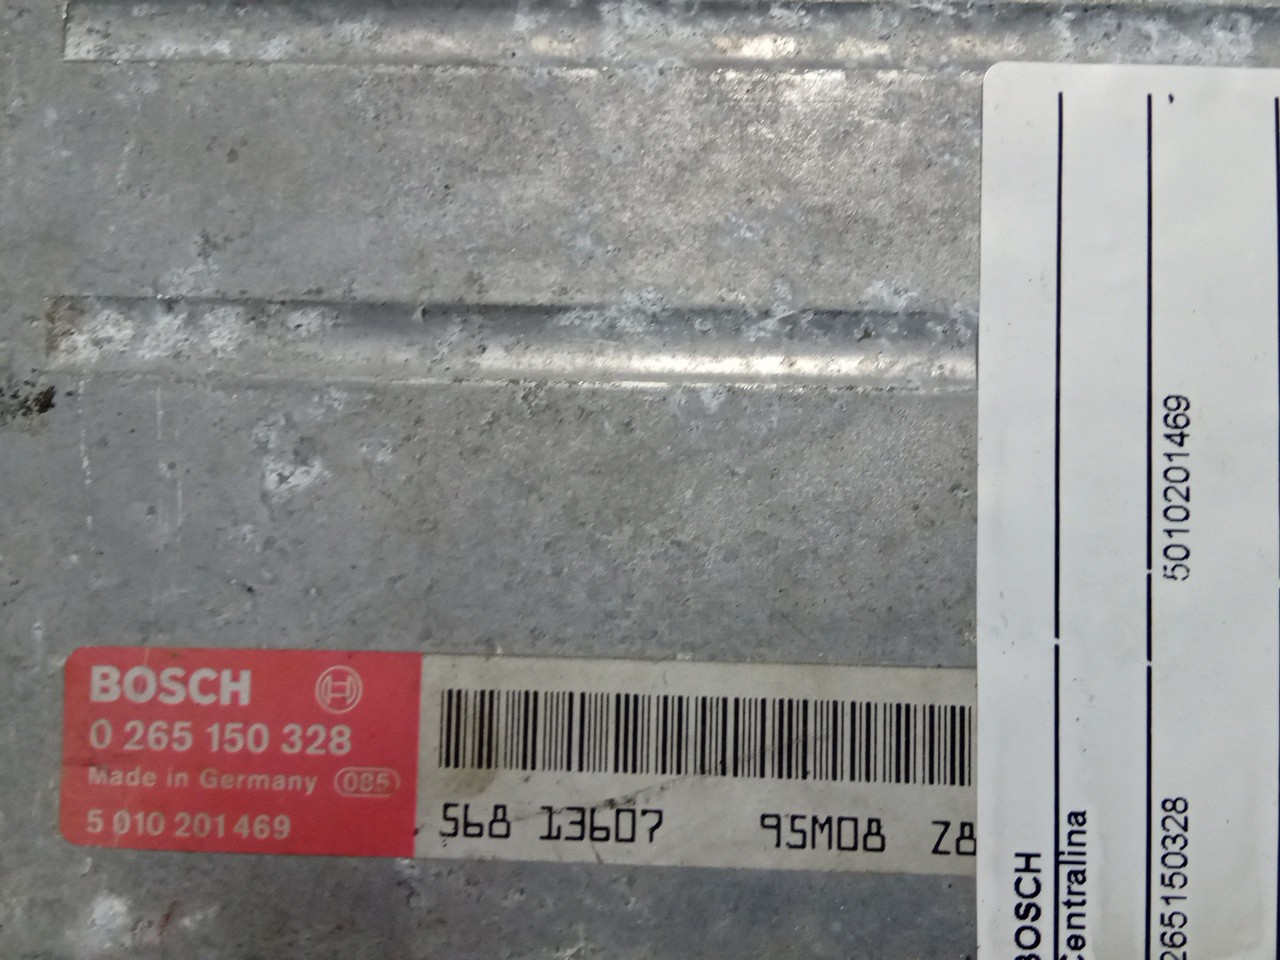 BOSCH
0 265 150 328
Made in Germany 085
5 010 201 469
568 13607 95M08 Z8
BOSCH
Centralina
265150328 5010201469